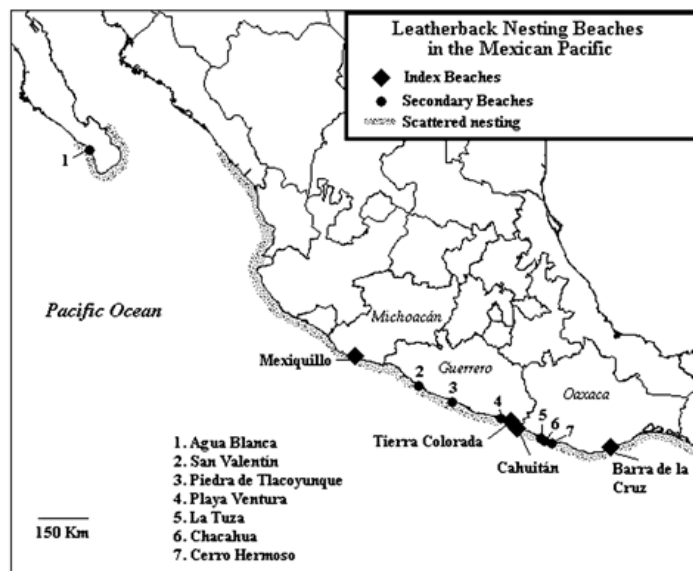 Leatherback Nesting Beaches
in the Mexican Pacific
Index Beaches
Secondary Beaches
Scattered nesting
1
Pacific Ocean
Michoacán
Mexiquillo
Guerrero
2
3
Oaxaca
4
5
6
7
Tierra Colorada
Cahuitán
Barra de la
Cruz
1. Agua Blanca
2. San Valentín
3. Piedra de Tlacoyunque
4. Playa Ventura
5. La Tuza
6. Chacahua
7. Cerro Hermoso
150 Km